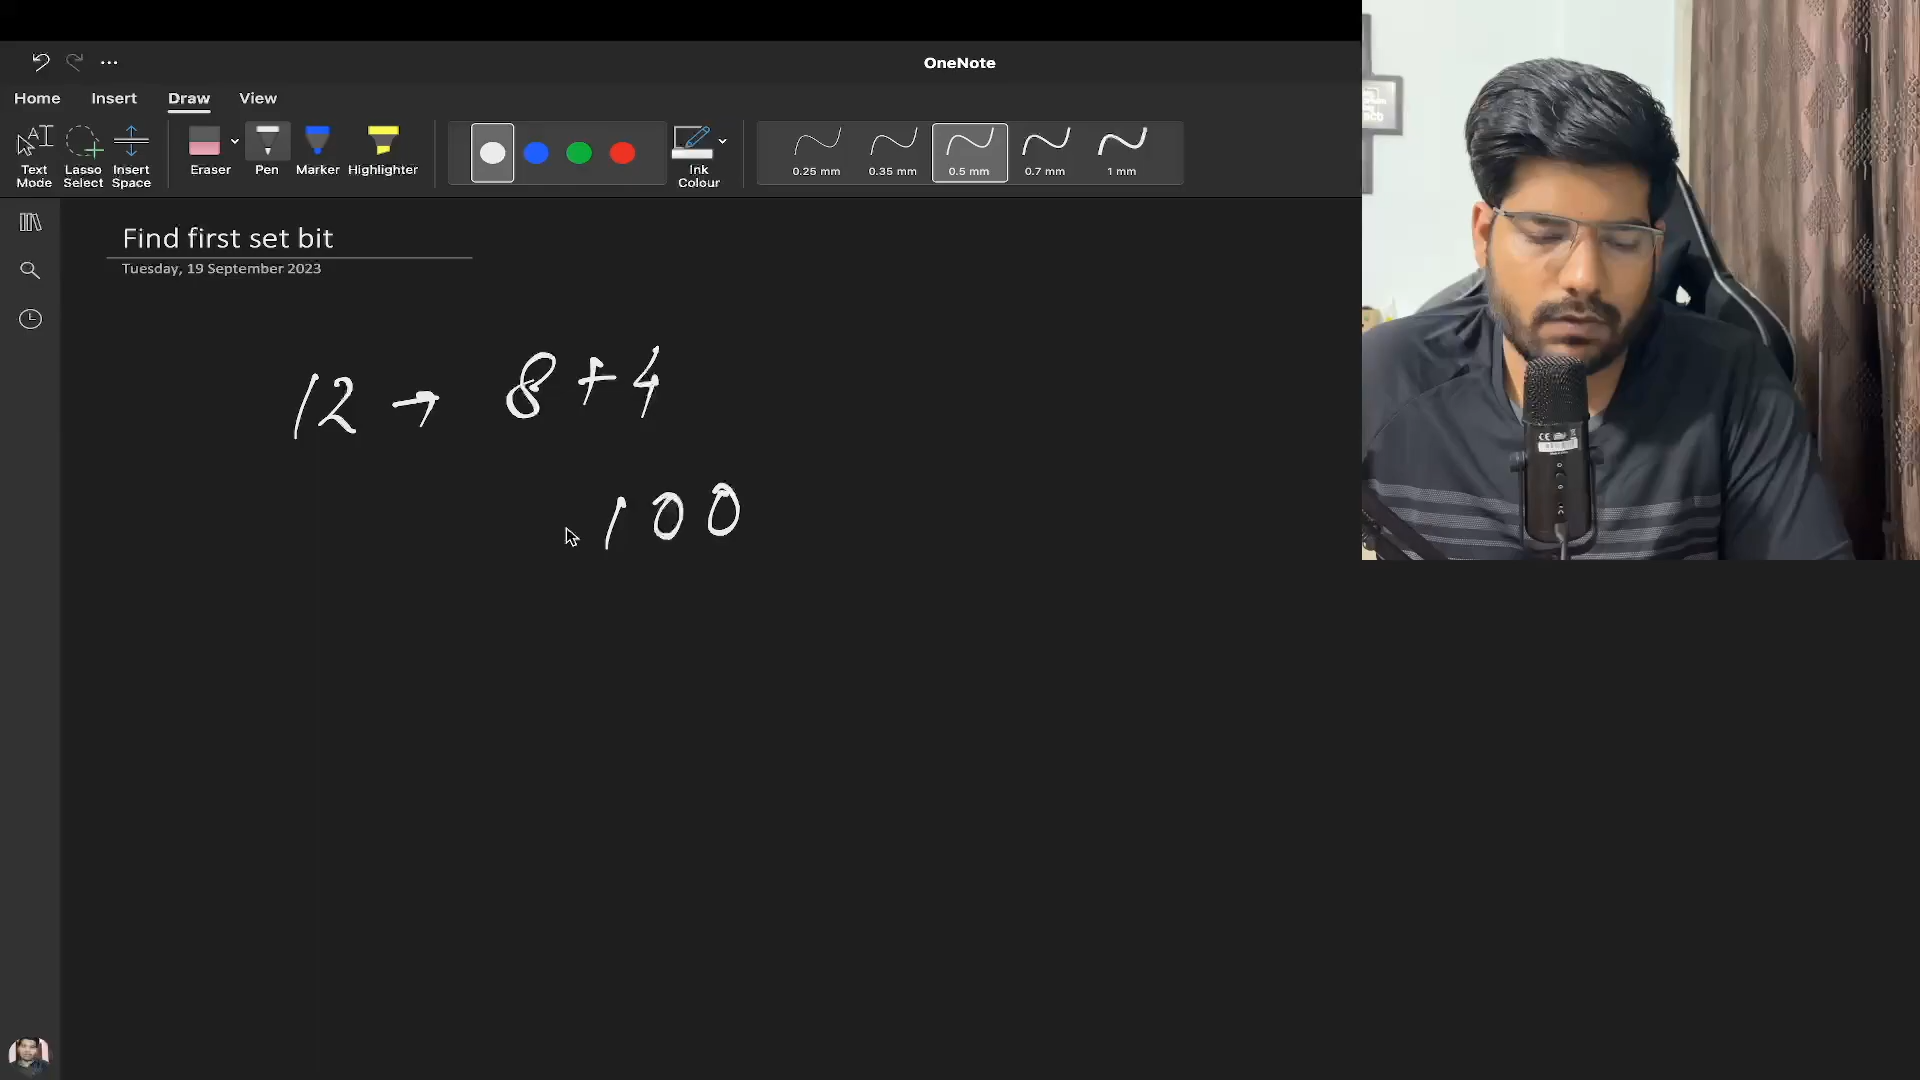 OneNote
Home Insert Draw View
Text Mode Lasso Select Insert Space Eraser Pen Marker Highlighter Ink Colour 0.25 mm 0.35 mm 0.5 mm 0.7 mm 1 mm
Find first set bit
Tuesday, 19 September 2023
12 → 8 + 4
100
CE